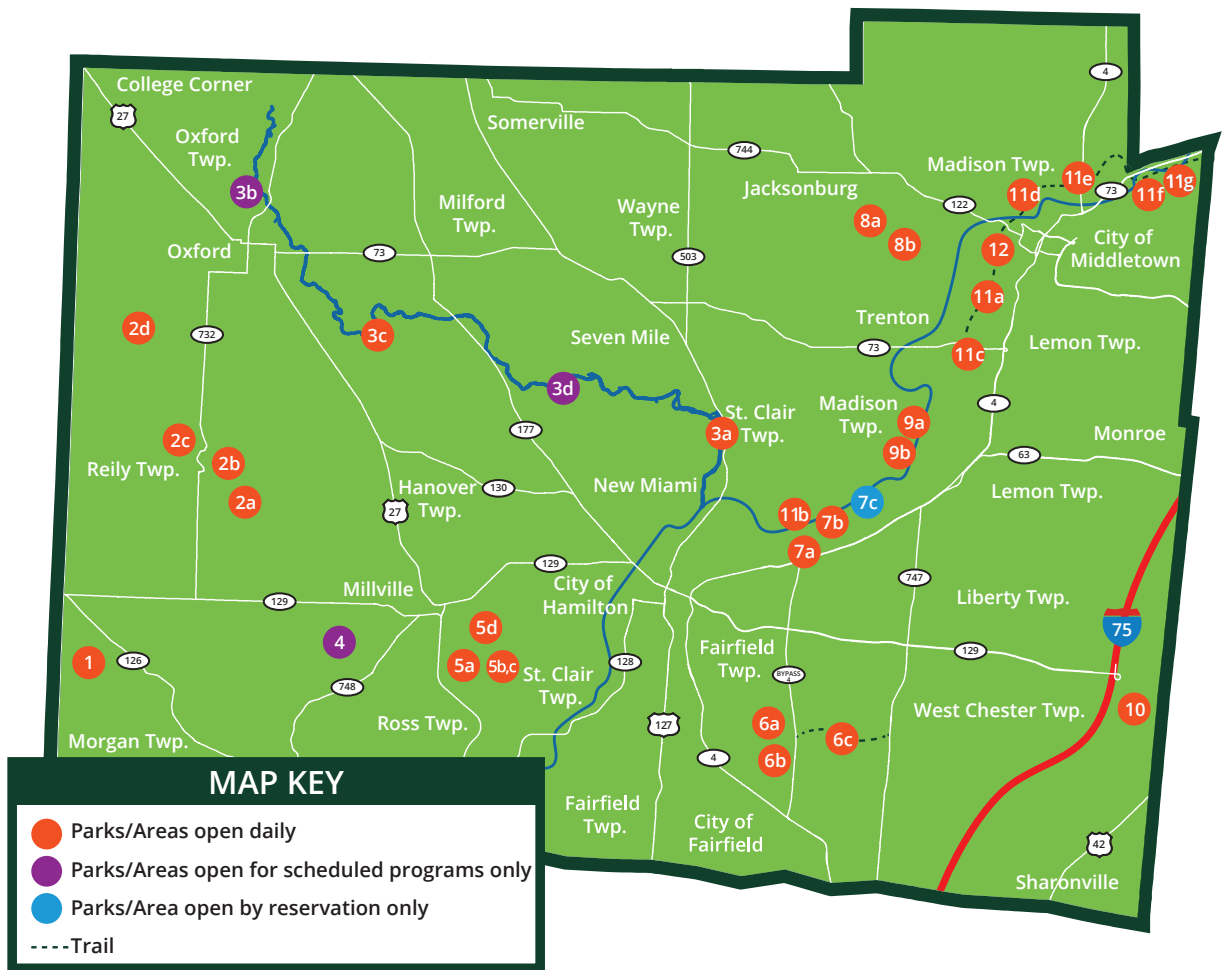 College Corner
27
Oxford
Twp.
3b
Oxford
Somerville
744
4
Madison Twp.
11e
11g
11d
73
11f
Jacksonburg
122
8a
8b
12
City of
Middletown
Milford
Twp.
Wayne
Twp.
503
73
11a
2d
732
3c
Seven Mile
Trenton
73
11c
Lemon Twp.
3d
4
2c
Reily Twp.
2b
2a
177
3a
St. Clair
Twp.
Madison
Twp.
9a
9b
Monroe
63
Lemon Twp.
Hanover
Twp.
130
27
New Miami
11b
7b
7c
7a
129
Millville
129
City of
Hamilton
747
Liberty Twp.
75
5d
4
1
126
5a
5b,c
St. Clair
Twp.
128
Fairfield
Twp.
BYPASS
4
129
748
Ross Twp.
Morgan Twp.
127
4
6a
6b
6c
West Chester Twp.
10
Fairfield
Twp.
City of
Fairfield
42
Sharonville
MAP KEY
Parks/Areas open daily
Parks/Areas open for scheduled programs only
Parks/Area open by reservation only
Trail